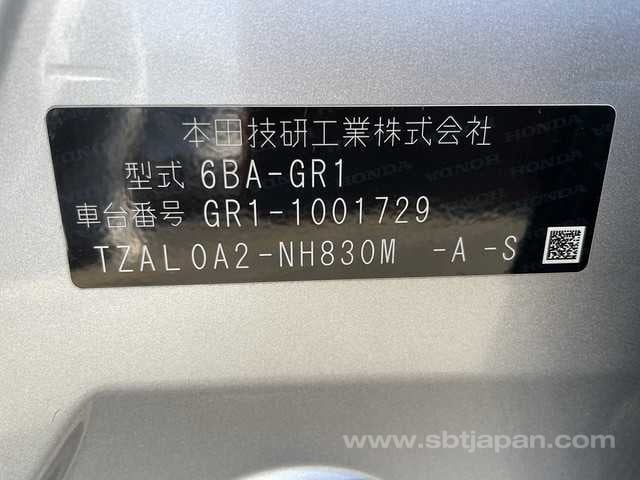 本田技研工業株式会社
型式 6BA-GR1
車台番号 GR1-1001729
TZAL0A2-NH830M -A -S
www.sbtjapan.com